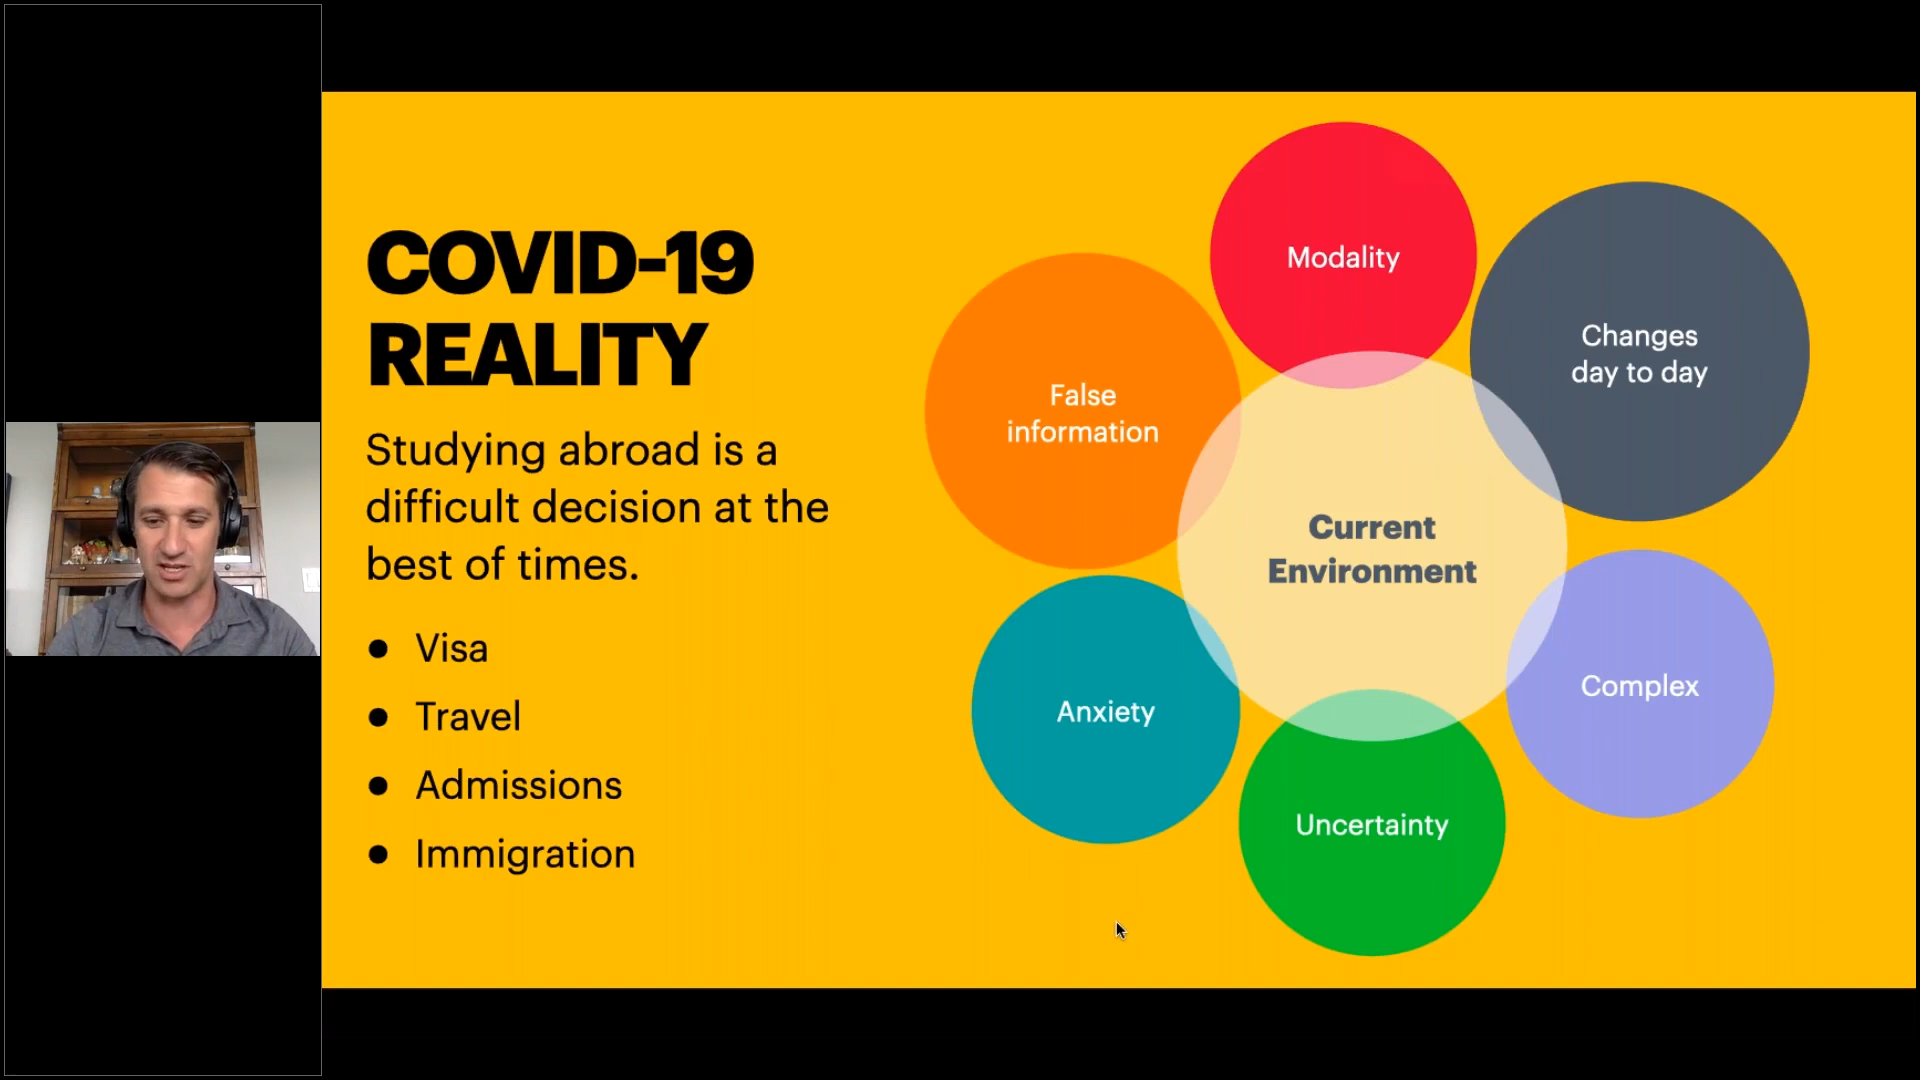 COVID-19
REALITY
Studying abroad is a
difficult decision at the
best of times.
● Visa
● Travel
● Admissions
● Immigration
Modality
Changes
day to day
False
information
Current
Environment
Complex
Anxiety
Uncertainty